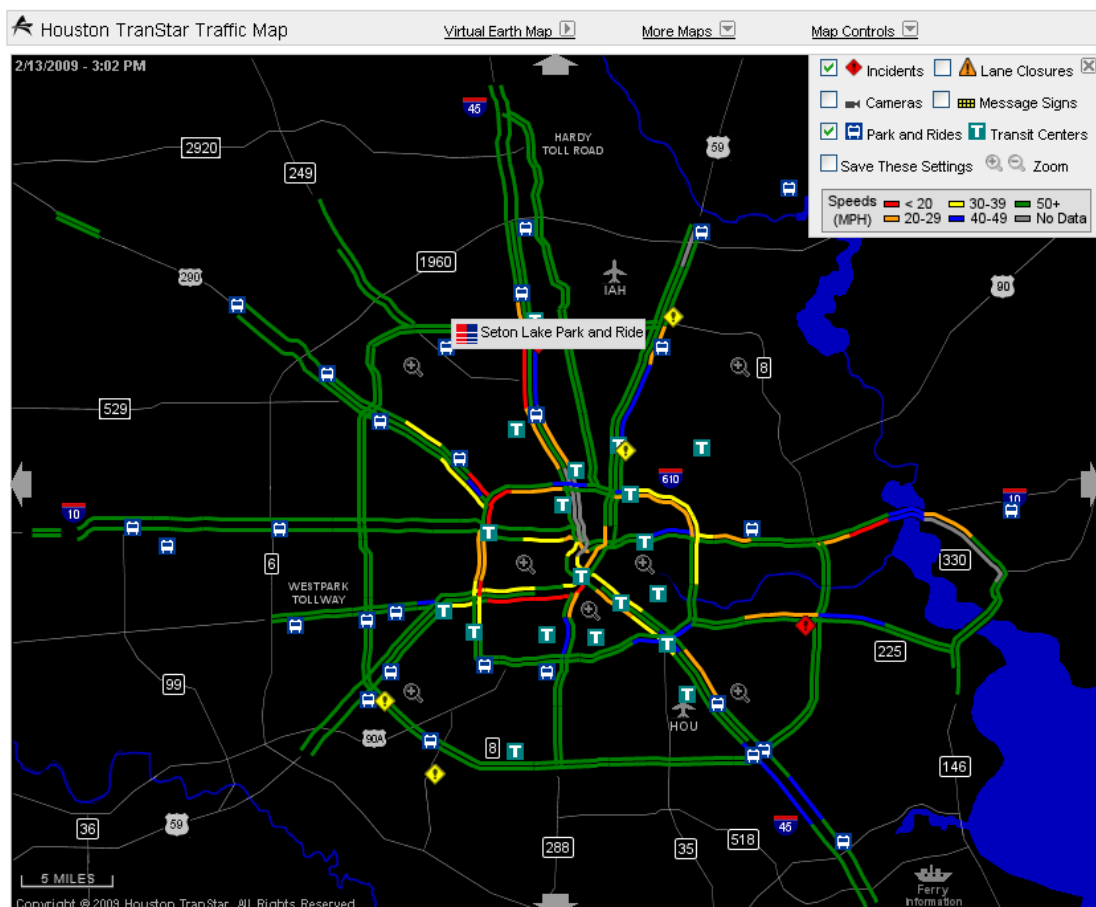 Houston TranStar Traffic Map
Virtual Earth Map
More Maps
Map Controls
2/13/2009 - 3:02 PM
Incidents
Lane Closures
Cameras
Message Signs
Park and Rides
T
Transit Centers
Save These Settings
Zoom
Speeds (MPH)
< 20
30-39
50+
20-29
40-49
No Data
45
HARDY
TOLL ROAD
59
2920
249
1960
290
IAH
90
Seton Lake Park and Ride
8
529
T
T
T
T
610
T
T
10
10
T
T
T
6
330
WESTPARK
TOLLWAY
T
T
T
T
T
T
T
T
225
99
T
HOU
90A
8
T
146
36
59
45
518
288
35
5 MILES
Ferry
Information
Copyright © 2009 Houston TranStar. All Rights Reserved